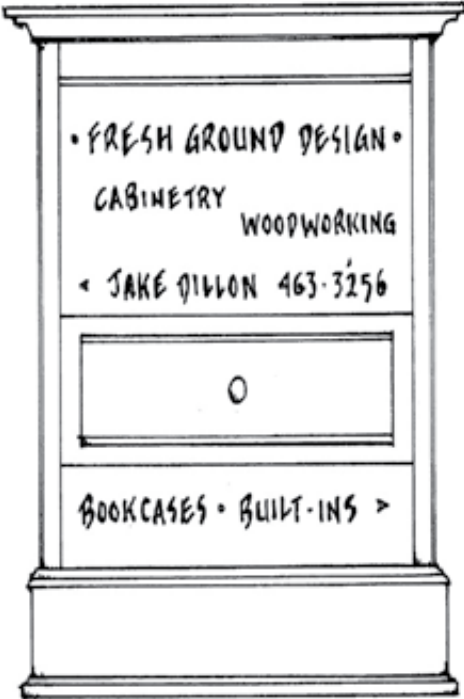 • FRESH GROUND DESIGN •
CABINETRY
WOODWORKING
< JAKE DILLON 463·3256
BOOKCASES • BUILT-INS >